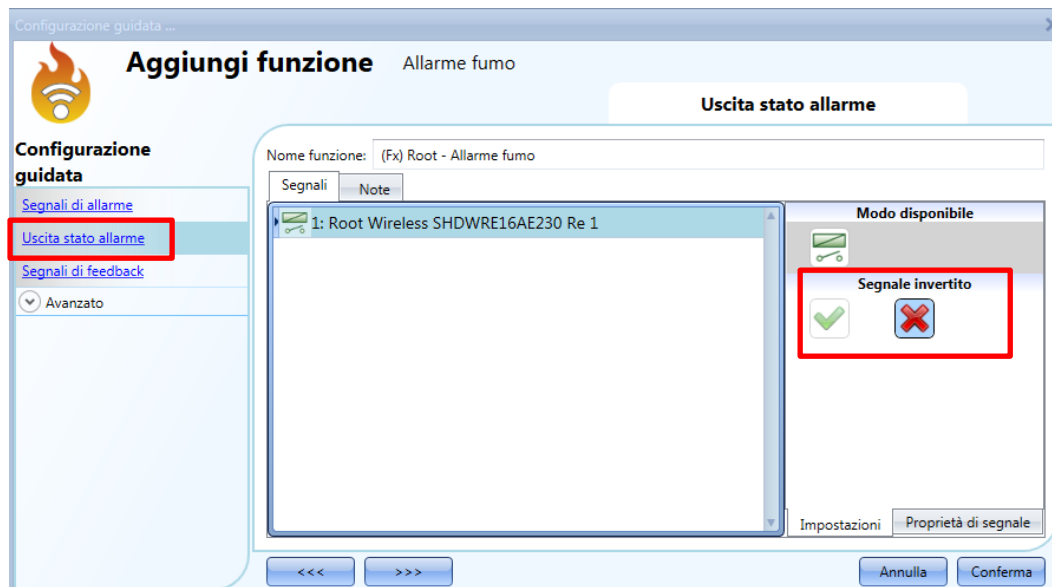 Configurazione guidata ...
Aggiungi funzione Allarme fumo
Uscita stato allarme
Configurazione
guidata
Segnali di allarme
Uscita stato allarme
Segnali di feedback
Avanzato
Nome funzione: (Fx) Root - Allarme fumo
Segnali Note
1: Root Wireless SHDWRE16AE230 Re 1
Modo disponibile
Segnale invertito
Impostazioni Proprietà di segnale
<<< >>> Annulla Conferma